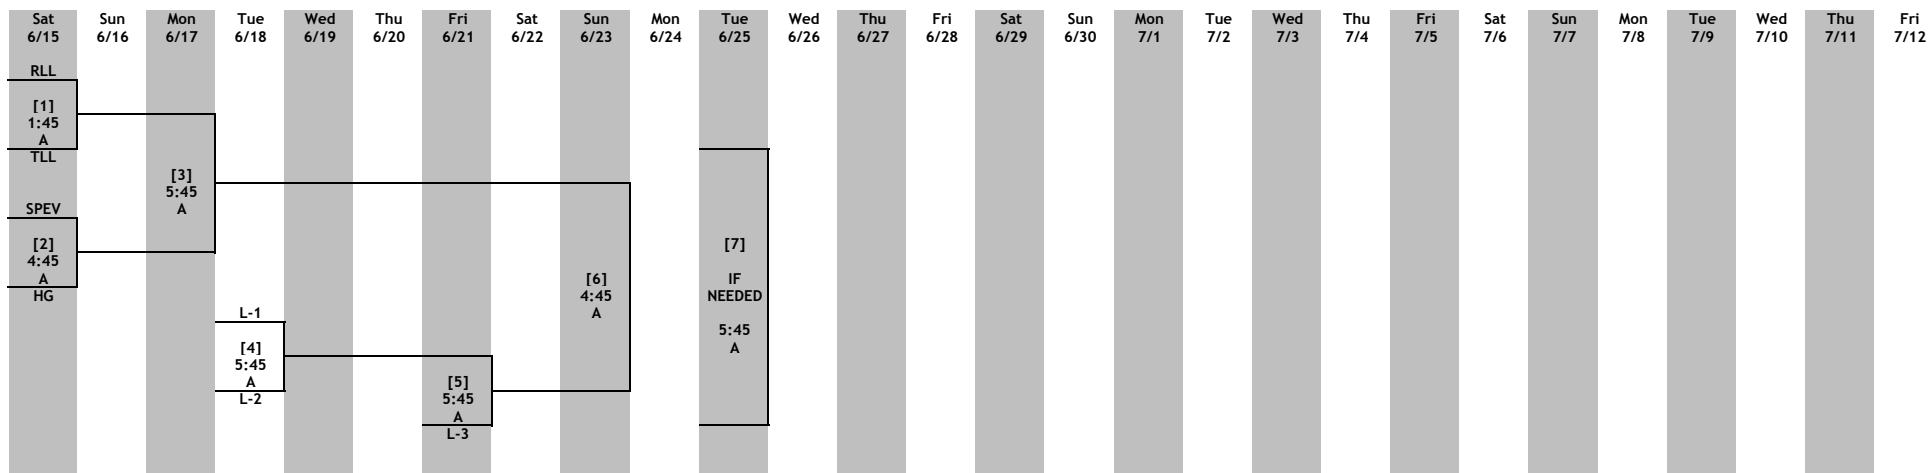 Sat Sun Mon Tue Wed Thu Fri Sat Sun Mon Tue Wed Thu Fri Sat Sun Mon Tue Wed Thu Fri Sat Sun Mon Tue Wed Thu Fri
6/15 6/16 6/17 6/18 6/19 6/20 6/21 6/22 6/23 6/24 6/25 6/26 6/27 6/28 6/29 6/30 7/1 7/2 7/3 7/4 7/5 7/6 7/7 7/8 7/9 7/10 7/11 7/12
RLL
[1]
1:45
A
TLL
[3]
5:45
A
SPEV
[2]
4:45
A
HG
L-1
[4]
5:45
A
L-2
[5]
5:45
A
L-3
[6]
4:45
A
[7]
IF
NEEDED
5:45
A